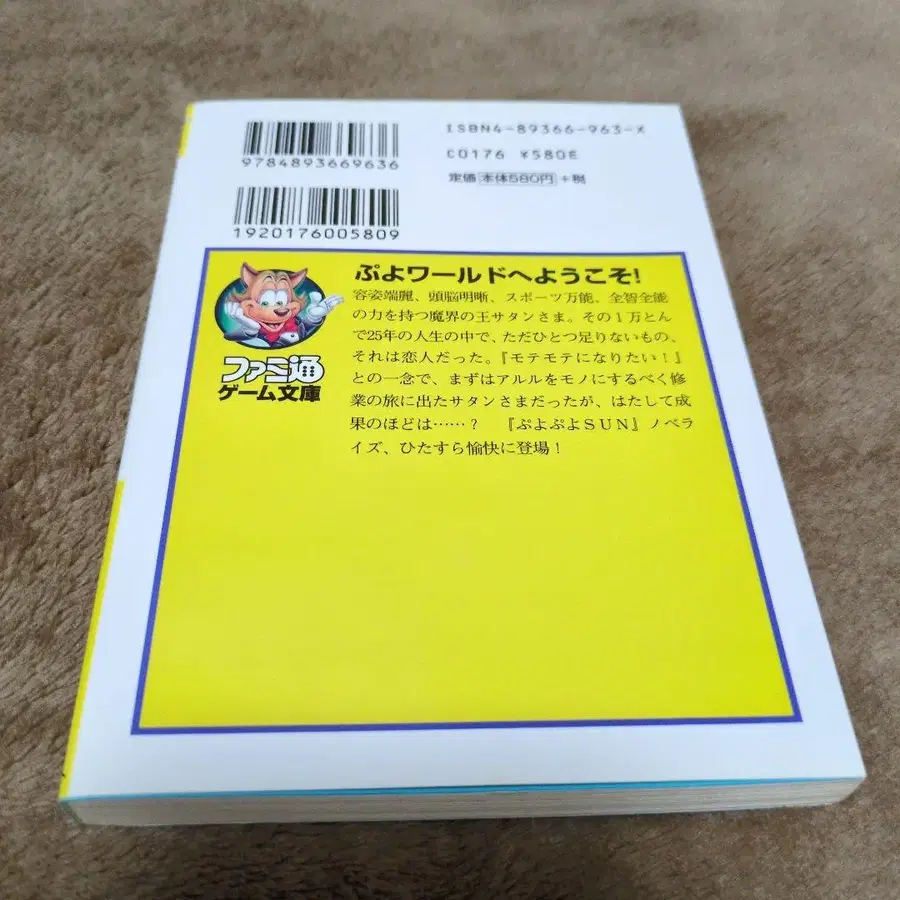 9784893669636
ISBN4-89366-963-X
C0176 ¥580E
定価 本体580円 +税
1920176005809
ぷよワールドへようこそ!
容姿端麗、頭脳明晰、スポーツ万能、全智全能
の力を持つ魔界の王サタンさま。その1万とん
で25年の人生の中で、ただひとつ足りないもの、
それは恋人だった。『モテモテになりたい!』
との一念で、まずはアルルをモノにするべく修
業の旅に出たサタンさまだったが、はたして成
果のほどは……? 『ぷよぷよSUN』ノベラ
イズ、ひたすら愉快に登場!
ファミ通
ゲーム文庫